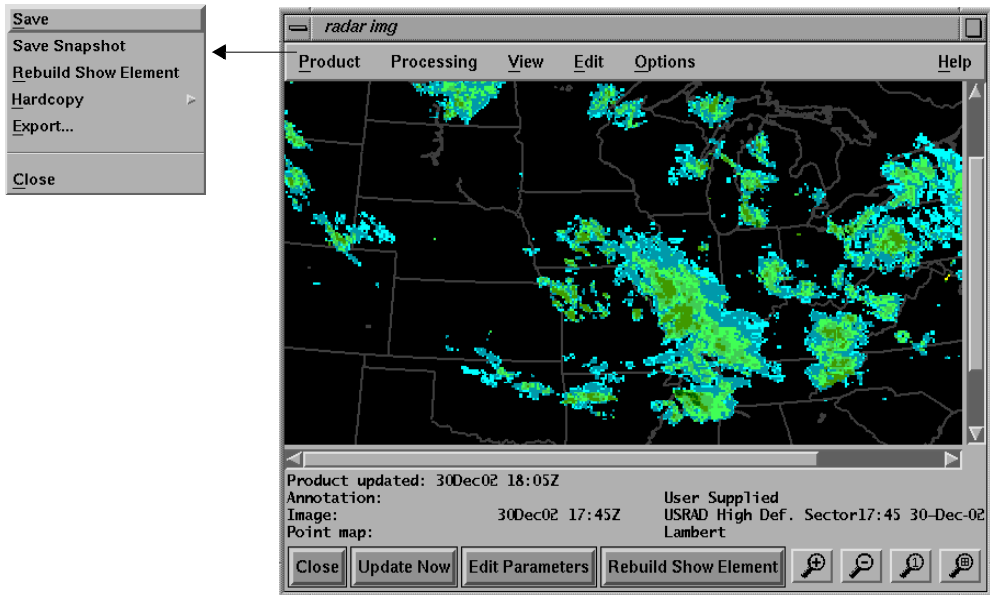 Save
Save Snapshot
Rebuild Show Element
Hardcopy
Export...
Close
radar img
Product Processing View Edit Options Help
Product updated: 30Dec02 18:05Z
Annotation: User Supplied
Image: 30Dec02 17:45Z USRAD High Def. Sector17:45 30-Dec-02
Point map: Lambert
Close Update Now Edit Parameters Rebuild Show Element 1